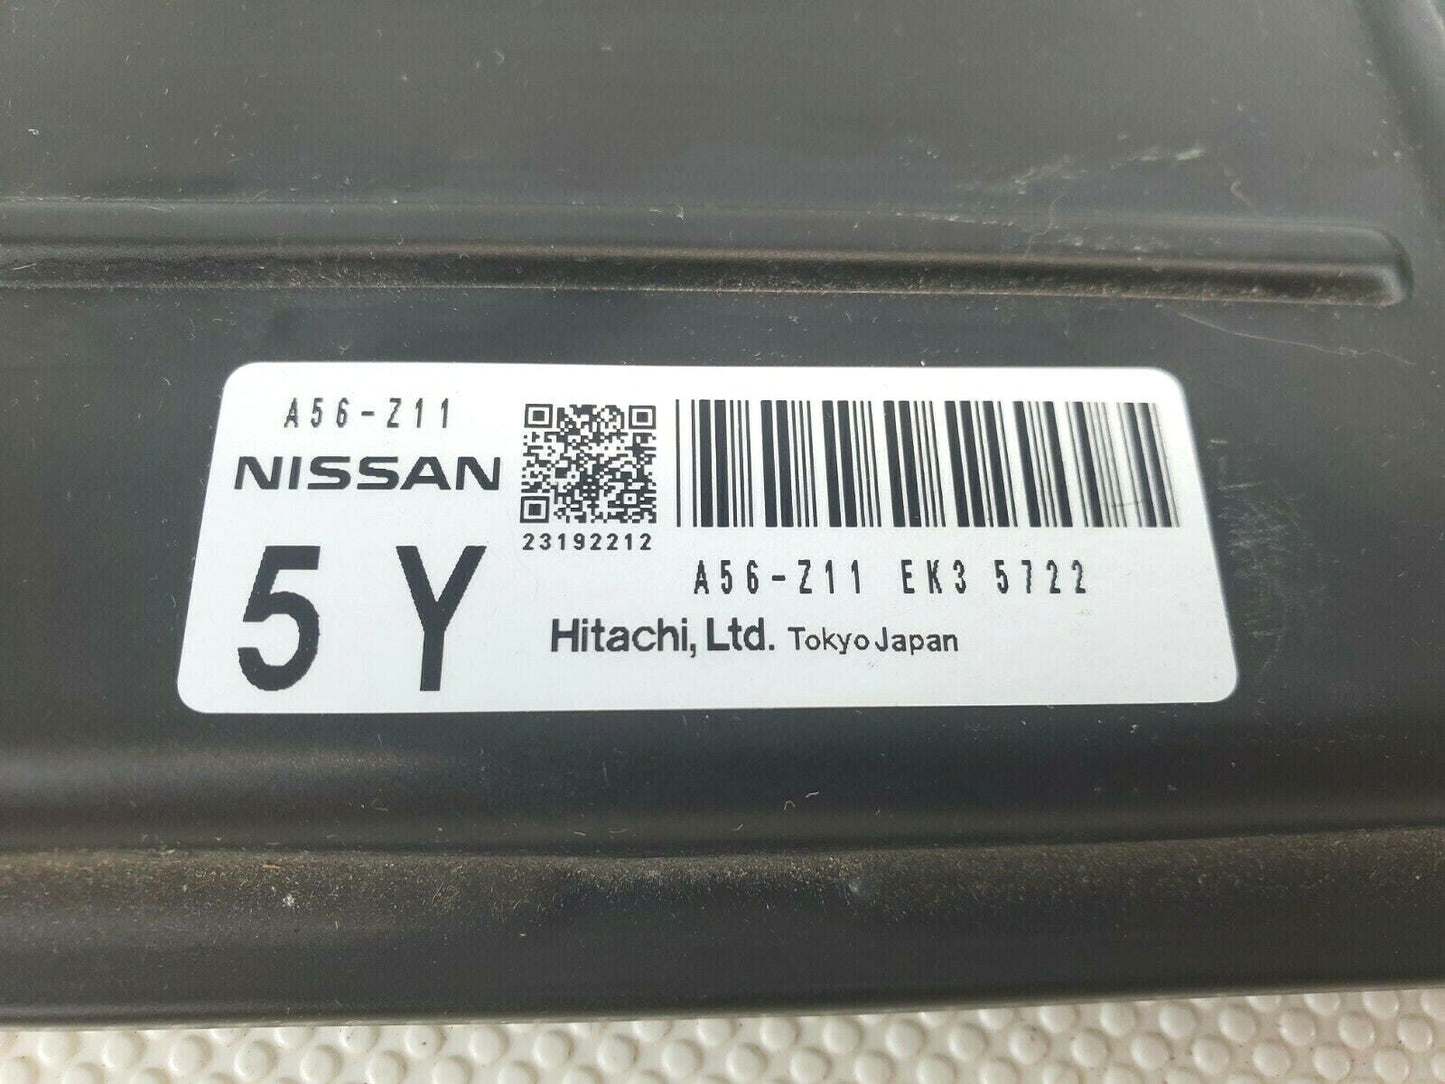 A56-Z11
NISSAN
5 Y
23192212
A56-Z11 EK3 5722
Hitachi, Ltd. Tokyo Japan